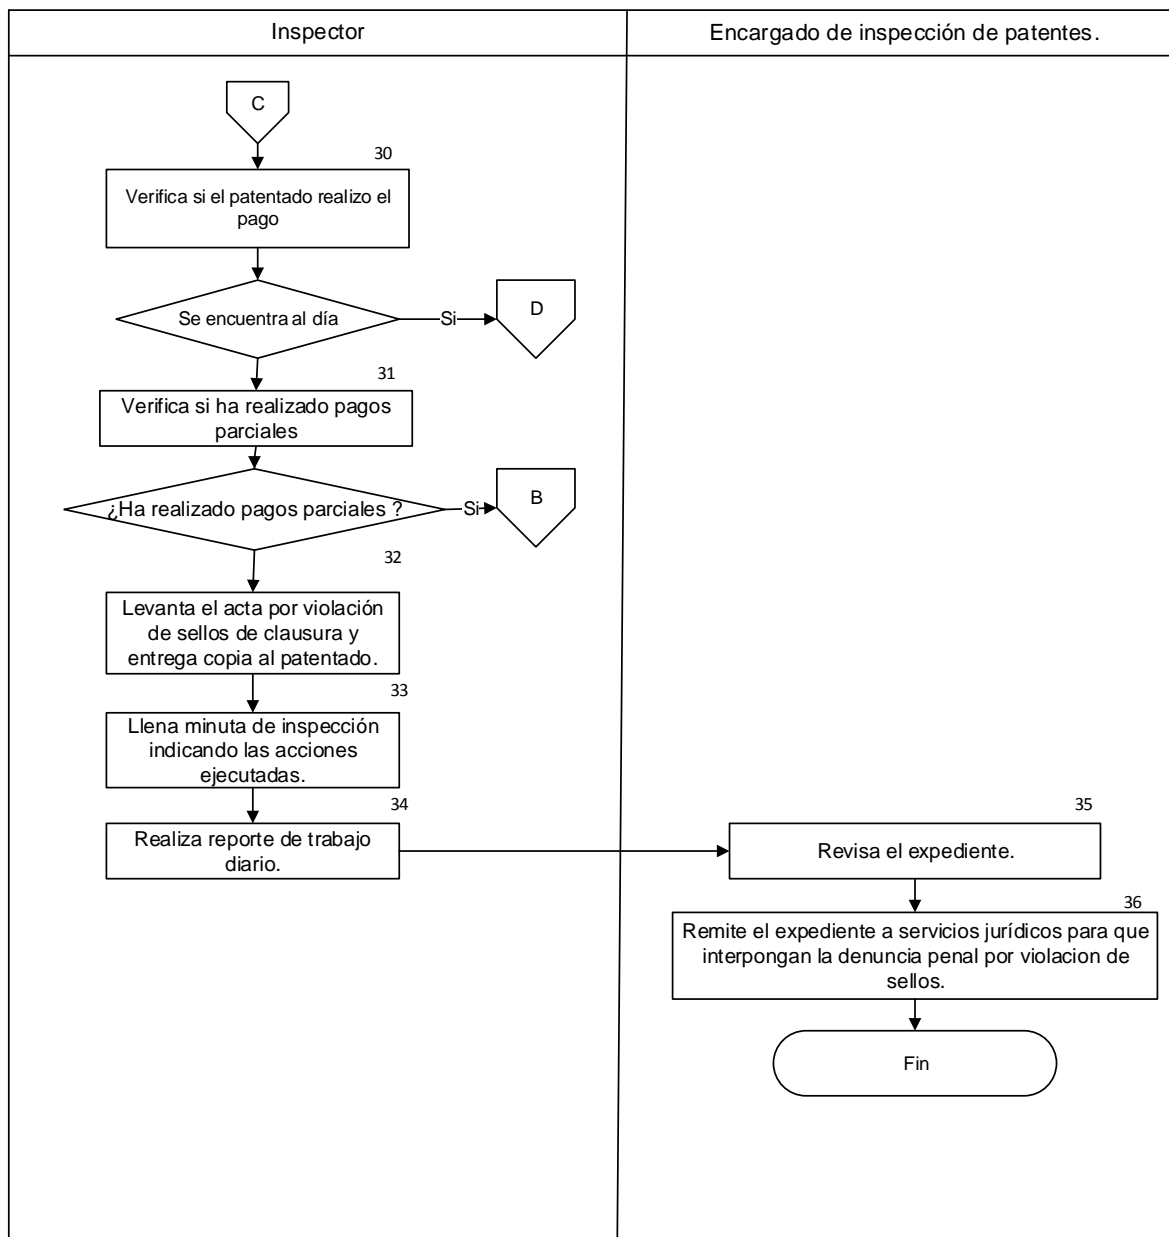 Inspector
Encargado de inspección de patentes.
C
30
Verifica si el patentado realizo el
pago
Se encuentra al día
Si
D
31
Verifica si ha realizado pagos
parciales
¿Ha realizado pagos parciales ?
Si
B
32
Levanta el acta por violación
de sellos de clausura y
entrega copia al patentado.
33
Llena minuta de inspección
indicando las acciones
ejecutadas.
34
Realiza reporte de trabajo
diario.
35
Revisa el expediente.
36
Remite el expediente a servicios jurídicos para que
interpongan la denuncia penal por violacion de
sellos.
Fin